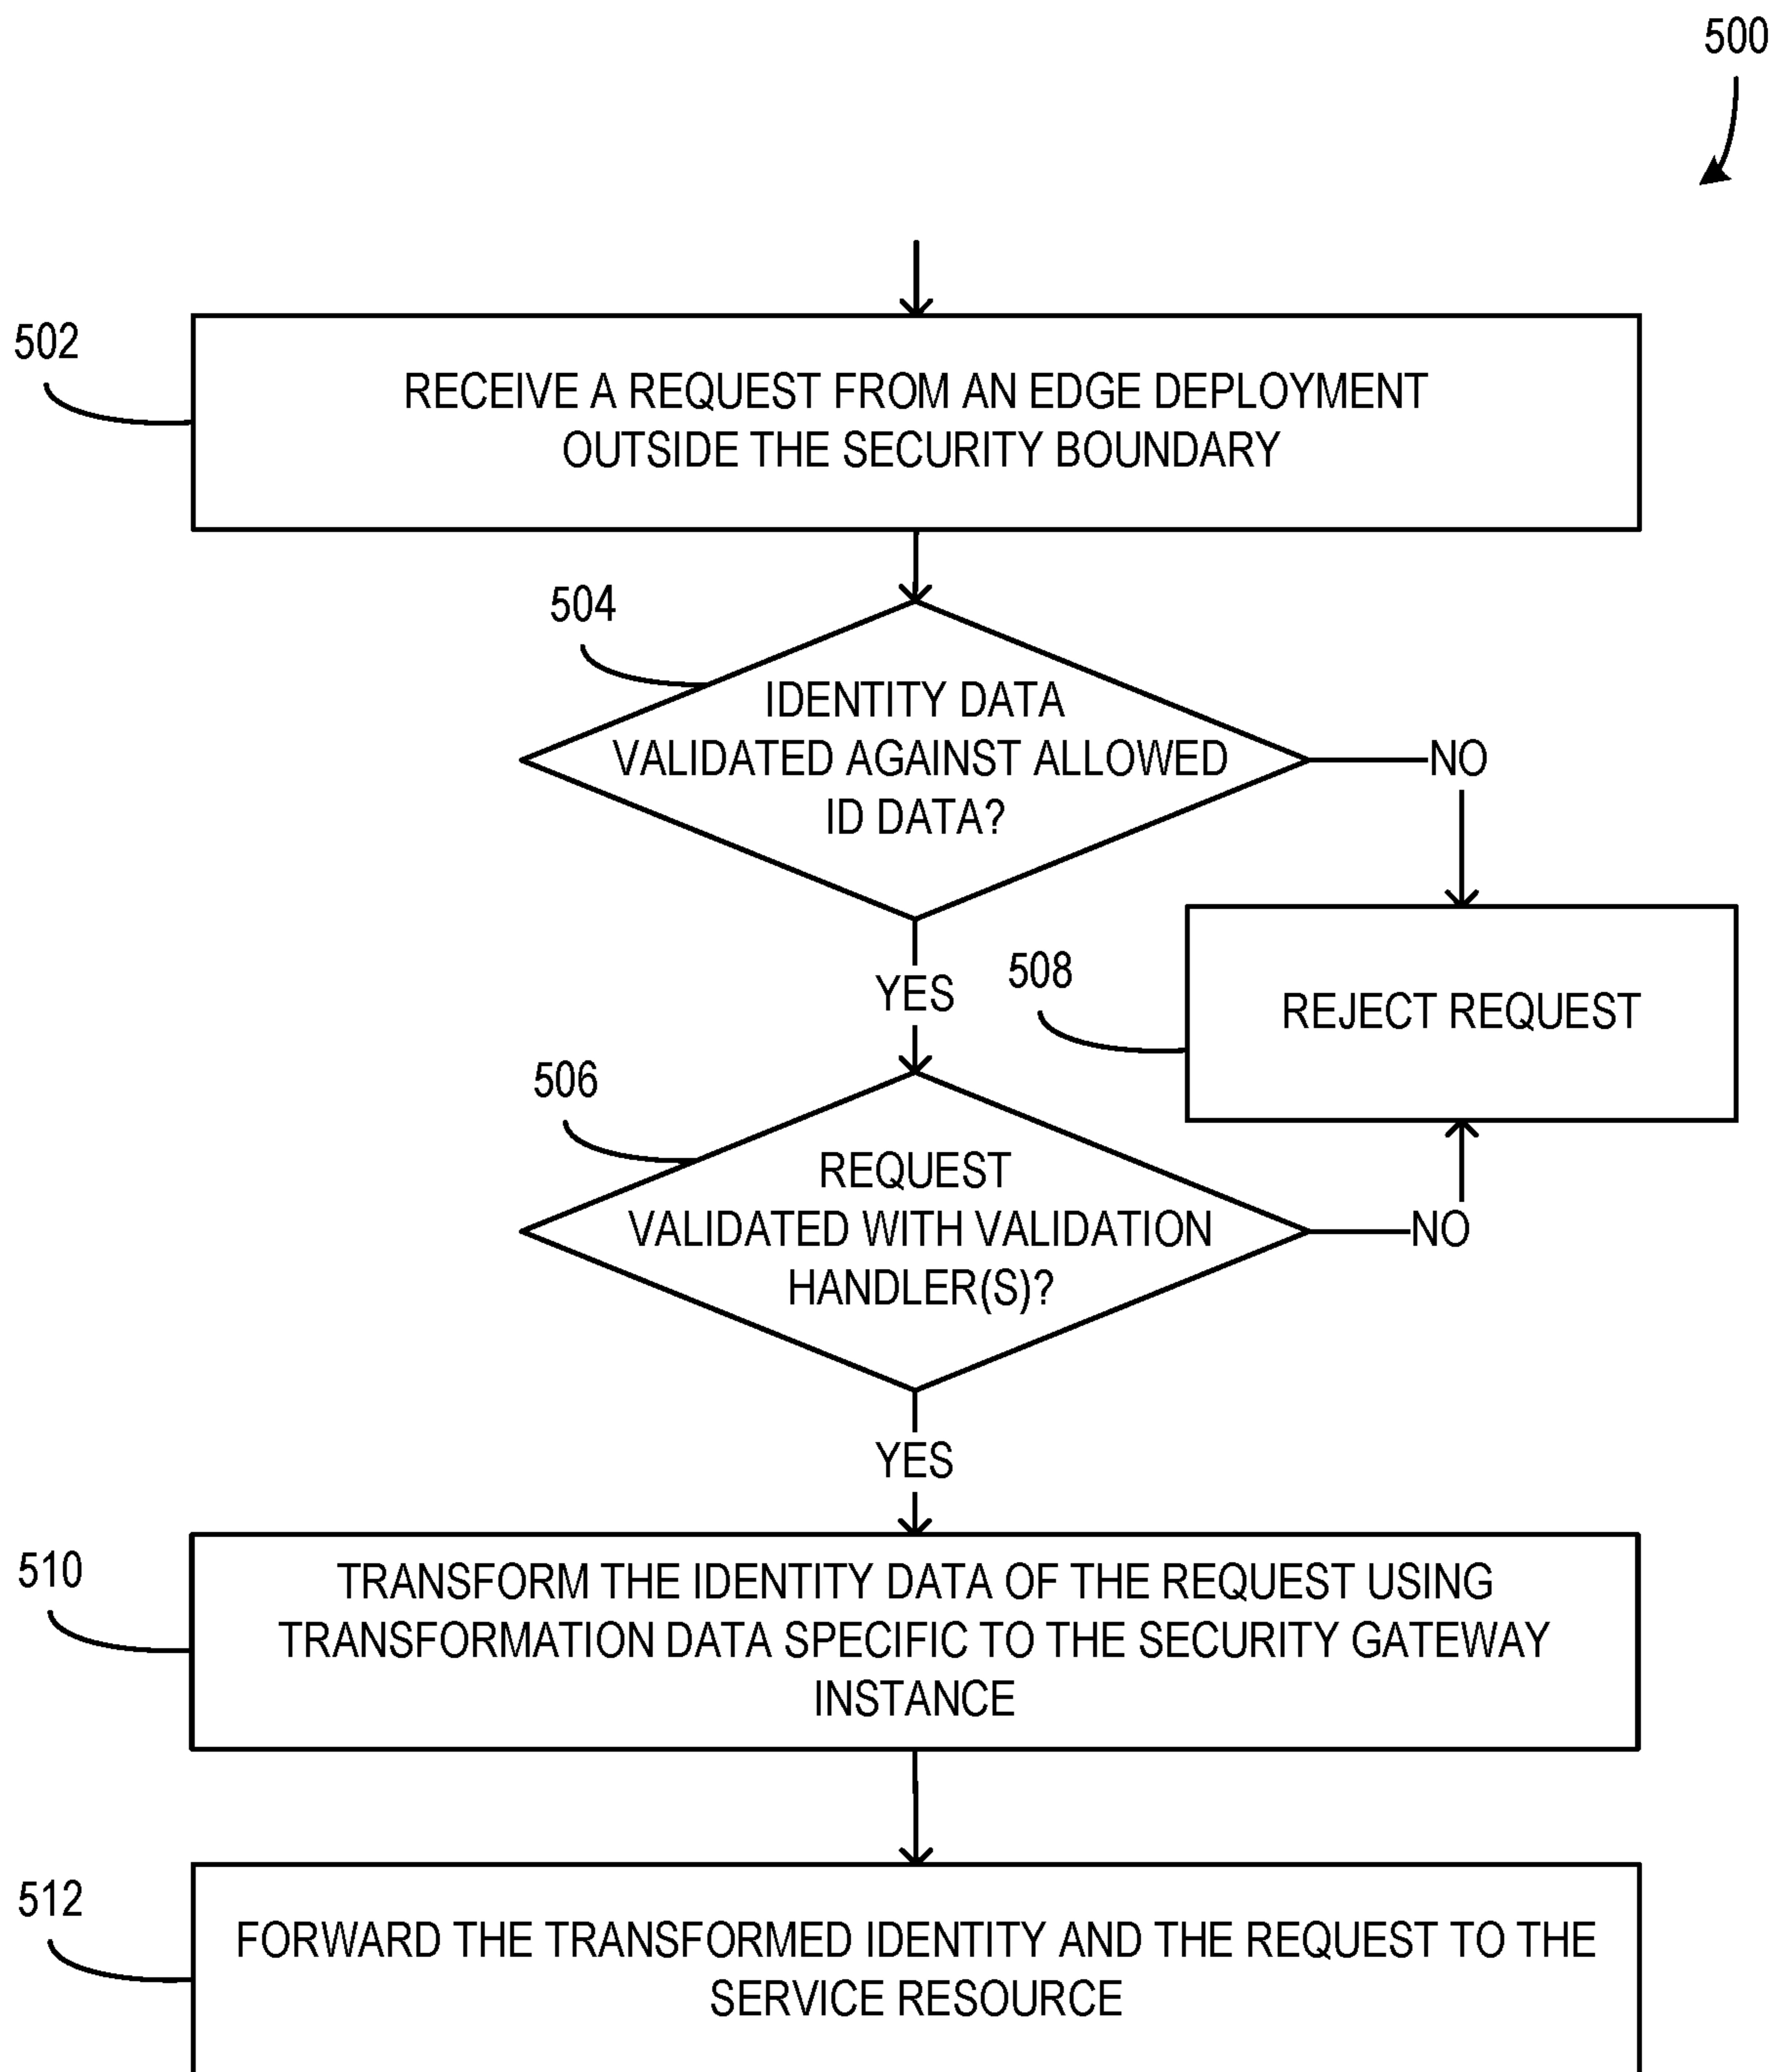 500
502
RECEIVE A REQUEST FROM AN EDGE DEPLOYMENT
OUTSIDE THE SECURITY BOUNDARY
504
IDENTITY DATA
VALIDATED AGAINST ALLOWED
ID DATA?
NO
YES
508
REJECT REQUEST
506
REQUEST
VALIDATED WITH VALIDATION
HANDLER(S)?
NO
YES
510
TRANSFORM THE IDENTITY DATA OF THE REQUEST USING
TRANSFORMATION DATA SPECIFIC TO THE SECURITY GATEWAY
INSTANCE
512
FORWARD THE TRANSFORMED IDENTITY AND THE REQUEST TO THE
SERVICE RESOURCE